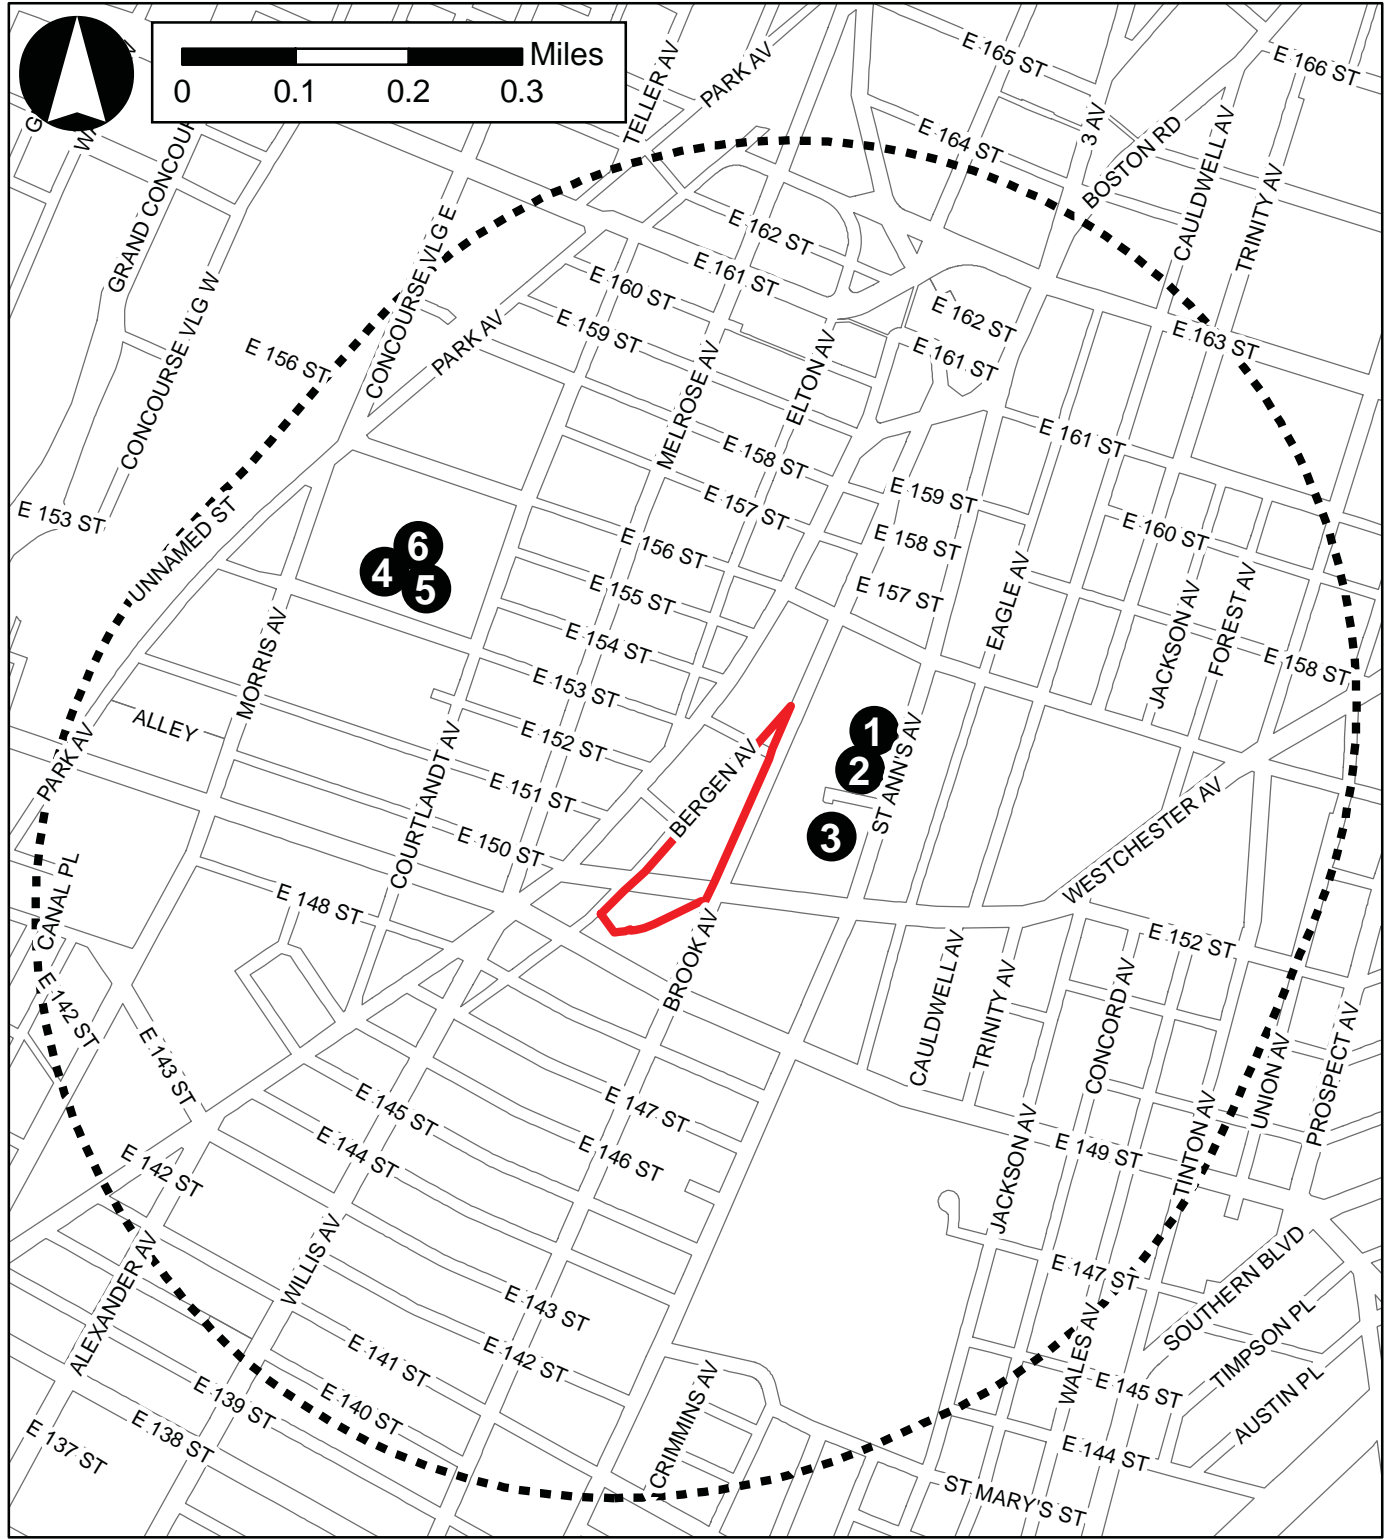 Miles
0 0.1 0.2 0.3
TELLER AV
PARK AV
E 165 ST
E 166 ST
3 AV
BOSTON RD
E 164 ST
CAULDWELL AV
TRINITY AV
GRAND CONCOUR
CONCOURSE VLG E
CONCOURSE VLG W
E 162 ST
E 161 ST
E 160 ST
E 159 ST
E 162 ST
E 161 ST
E 163 ST
PARK AV
E 156 ST
MELROSE AV
ELTON AV
E 161 ST
E 158 ST
E 157 ST
E 159 ST
E 158 ST
E 157 ST
E 160 ST
E 153 ST
UNNAMED ST
E 156 ST
E 155 ST
E 154 ST
E 153 ST
E 152 ST
E 151 ST
E 150 ST
EAGLE AV
JACKSON AV
FOREST AV
E 158 ST
6
4
5
MORRIS AV
ALLEY
PARK AV
COURTLANDT AV
BERGEN AV
1
2
3
ST ANN'S AV
WESTCHESTER AV
CANAL PL
E 148 ST
BROOK AV
E 152 ST
CAULDWELL AV
TRINITY AV
CONCORD AV
E 142 ST
E 143 ST
UNION AV
PROSPECT AV
E 145 ST
E 144 ST
E 147 ST
E 146 ST
E 149 ST
JACKSON AV
TINTON AV
E 142 ST
ALEXANDER AV
WILLIS AV
E 147 ST
SOUTHERN BLVD
E 143 ST
E 142 ST
E 141 ST
E 140 ST
E 139 ST
E 138 ST
E 137 ST
CRIMMINS AV
WALES AV
TIMPSON PL
E 145 ST
AUSTIN PL
E 144 ST
ST MARY'S ST